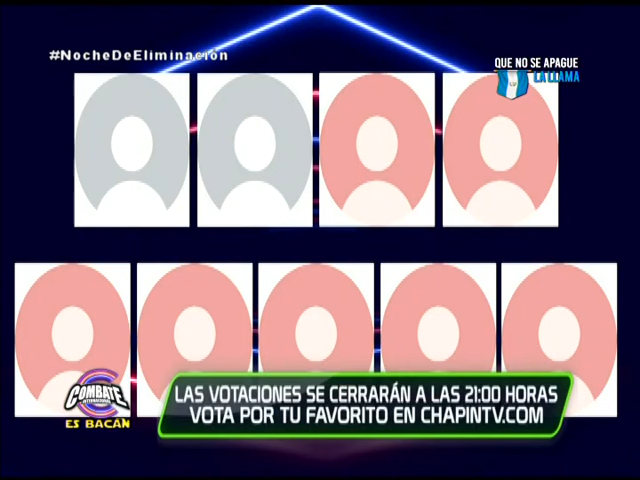 #NocheDeEliminación
QUE NO SE APAGUE
LA LLAMA
COMBATE
INTERNATIONAL
ES BACÁN
LAS VOTACIONES SE CERRARÁN A LAS 21:00 HORAS
VOTA POR TU FAVORITO EN CHAPINTV.COM